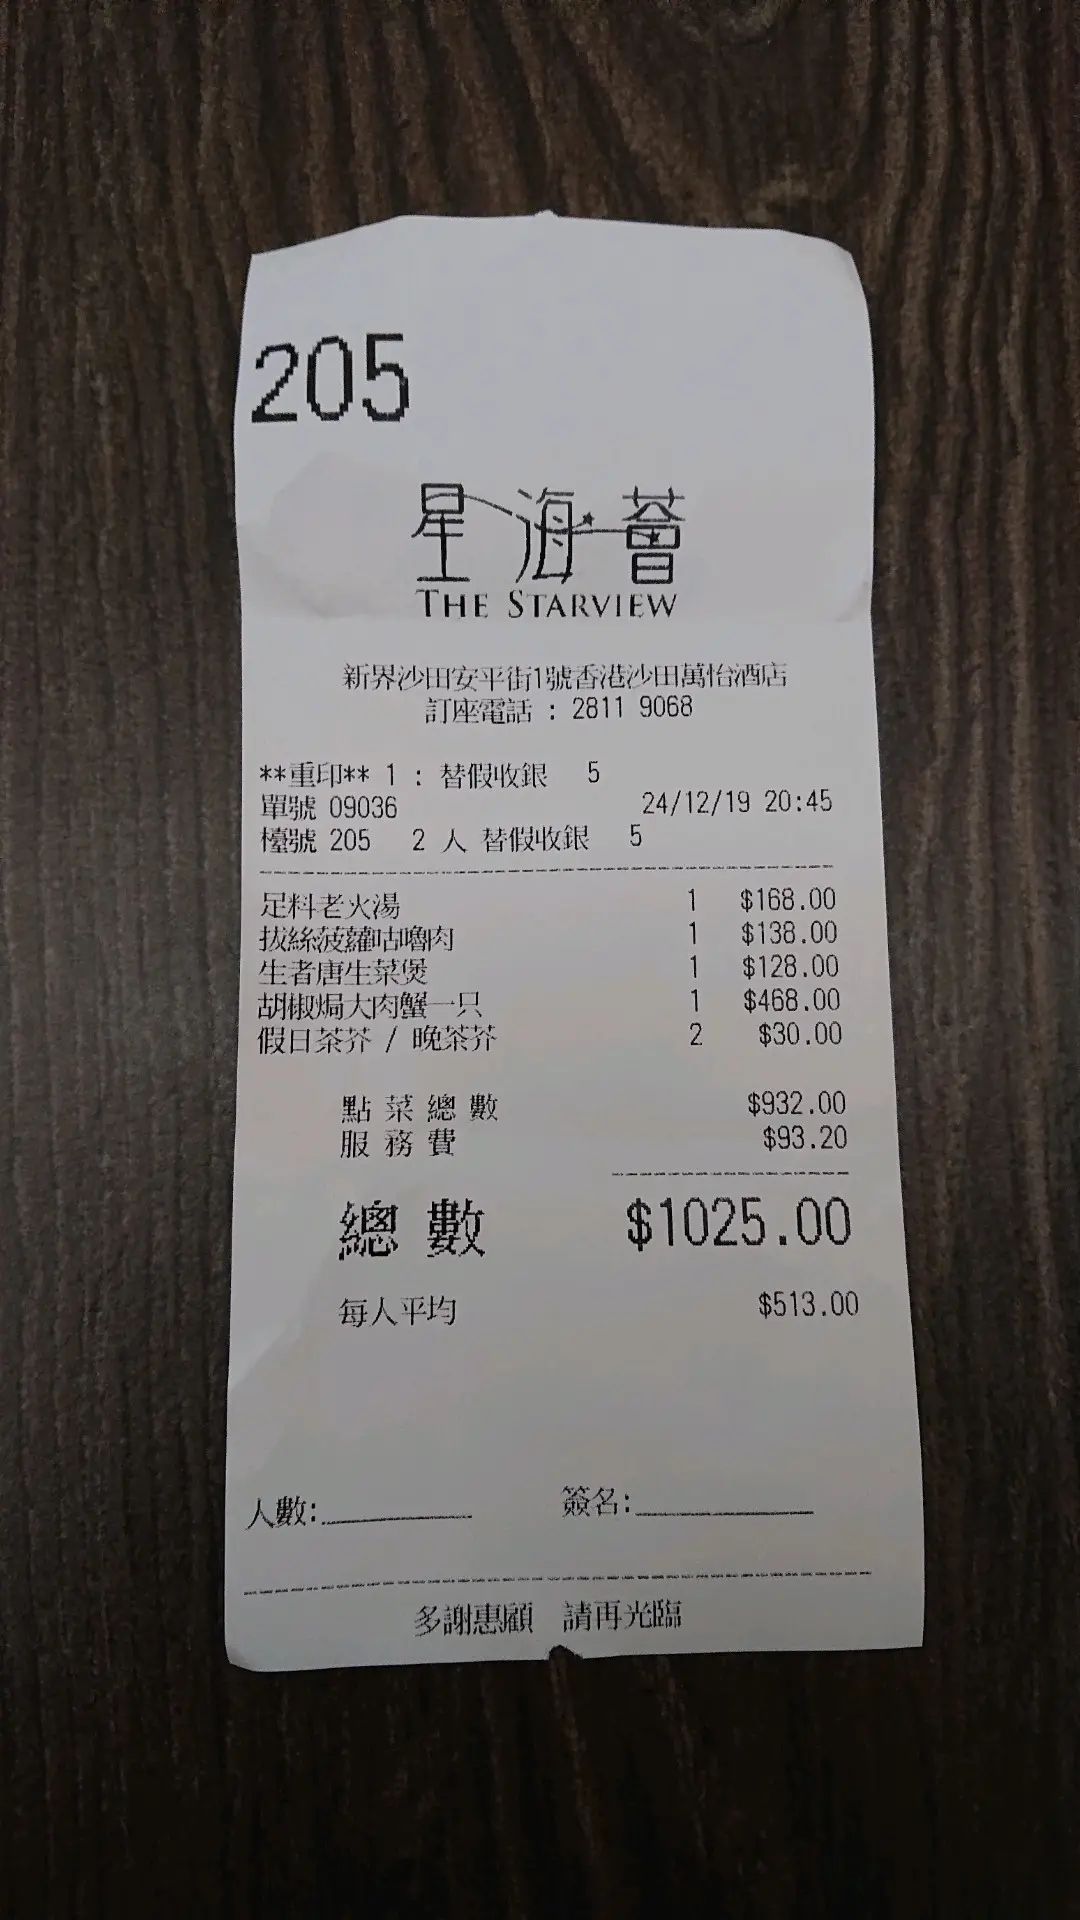 205
星海薈
THE STARVIEW
新界沙田安平街1號香港沙田萬怡酒店
訂座電話 : 2811 9068
**重印** 1 : 替假收銀 5
單號 09036 24/12/19 20:45
檯號 205 2 人 替假收銀 5
足料老火湯 1 $168.00
拔絲菠蘿咕嚕肉 1 $138.00
生者唐生菜煲 1 $128.00
胡椒焗大肉蟹一只 1 $468.00
假日茶芥 / 晚茶芥 2 $30.00
點菜總數 $932.00
服務費 $93.20
總數 $1025.00
每人平均 $513.00
人數:__________ 簽名:__________
多謝惠顧 請再光臨